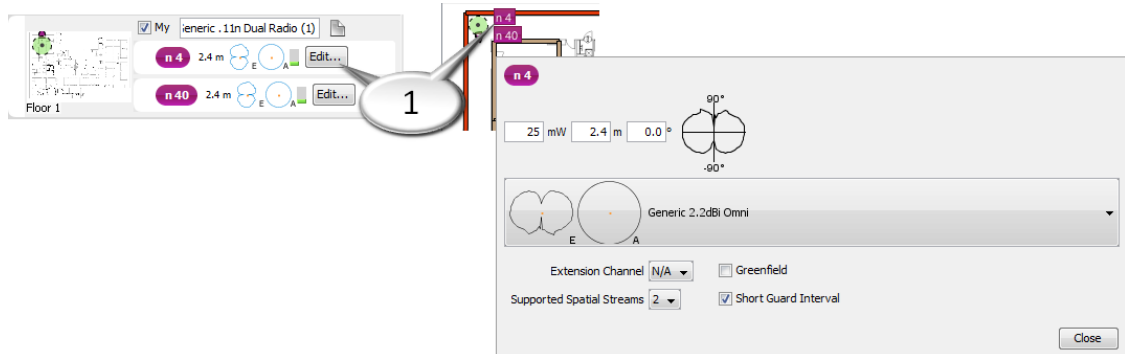 My ieneric .11n Dual Radio (1)
n 4 2.4 m E A Edit...
n 40 2.4 m E A Edit...
Floor 1
1
n 4
n 40
n 4
90°
25 mW 2.4 m 0.0 °
-90°
Generic 2.2dBi Omni
E A
Extension Channel N/A Greenfield
Supported Spatial Streams 2 Short Guard Interval
Close